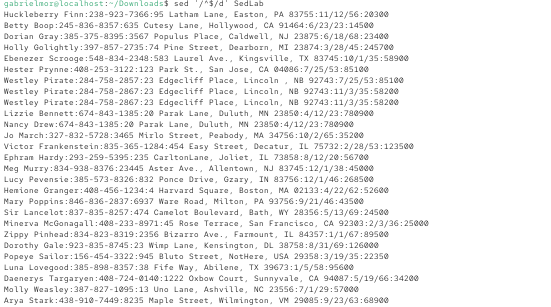 gabrielmor@localhost:~/Downloads$ sed '/^$/d' SedLab
Huckleberry Finn:238-923-7366:95 Latham Lane, Easton, PA 83755:11/12/56:20300
Betty Boop:245-836-8357:635 Cutesy Lane, Hollywood, CA 91464:6/23/23:14500
Dorian Gray:385-375-8395:3567 Populus Place, Caldwell, NJ 23875:6/18/68:23400
Holly Golightly:397-857-2735:74 Pine Street, Dearborn, MI 23874:3/28/45:245700
Ebenezer Scrooge:548-834-2348:583 Laurel Ave., Kingsville, TX 83745:10/1/35:58900
Hester Prynne:408-253-3122:123 Park St., San Jose, CA 04086:7/25/53:85100
Westley Pirate:284-758-2857:23 Edgecliff Place, Lincoln , NB 92743:7/25/53:85100
Westley Pirate:284-758-2867:23 Edgecliff Place, Lincoln, NB 92743:11/3/35:58200
Westley Pirate:284-758-2867:23 Edgecliff Place, Lincoln, NB 92743:11/3/35:58200
Lizzie Bennett:674-843-1385:20 Parak Lane, Duluth, MN 23850:4/12/23:780900
Nancy Drew:674-843-1385:20 Parak Lane, Duluth, MN 23850:4/12/23:780900
Jo March:327-832-5728:3465 Mirlo Street, Peabody, MA 34756:10/2/65:35200
Victor Frankenstein:835-365-1284:454 Easy Street, Decatur, IL 75732:2/28/53:123500
Ephram Hardy:293-259-5395:235 CarltonLane, Joliet, IL 73858:8/12/20:56700
Meg Murry:834-938-8376:23445 Aster Ave., Allentown, NJ 83745:12/1/38:45000
Lucy Pevensie:385-573-8326:832 Ponce Drive, Gzary, IN 83756:12/1/46:268500
Hemione Granger:408-456-1234:4 Harvard Square, Boston, MA 02133:4/22/62:52600
Mary Poppins:846-836-2837:6937 Ware Road, Milton, PA 93756:9/21/46:43500
Sir Lancelot:837-835-8257:474 Camelot Boulevard, Bath, WY 28356:5/13/69:24500
Minerva McGonagall:408-233-8971:45 Rose Terrace, San Francisco, CA 92303:2/3/36:25000
Zippy Pinhead:834-823-8319:2356 Bizarro Ave., Farmount, IL 84357:1/1/67:89500
Dorothy Gale:923-835-8745:23 Wimp Lane, Kensington, DL 38758:8/31/69:126000
Popeye Sailor:156-454-3322:945 Bluto Street, NotHere, USA 29358:3/19/35:22350
Luna Lovegood:385-898-8357:38 Fife Way, Abilene, TX 39673:1/5/58:95600
Daenerys Targaryen:408-724-0140:1222 Oxbow Court, Sunnyvale, CA 94087:5/19/66:34200
Molly Weasley:387-827-1095:13 Uno Lane, Ashville, NC 23556:7/1/29:57000
Arya Stark:438-910-7449:8235 Maple Street, Wilmington, VM 29085:9/23/63:68900